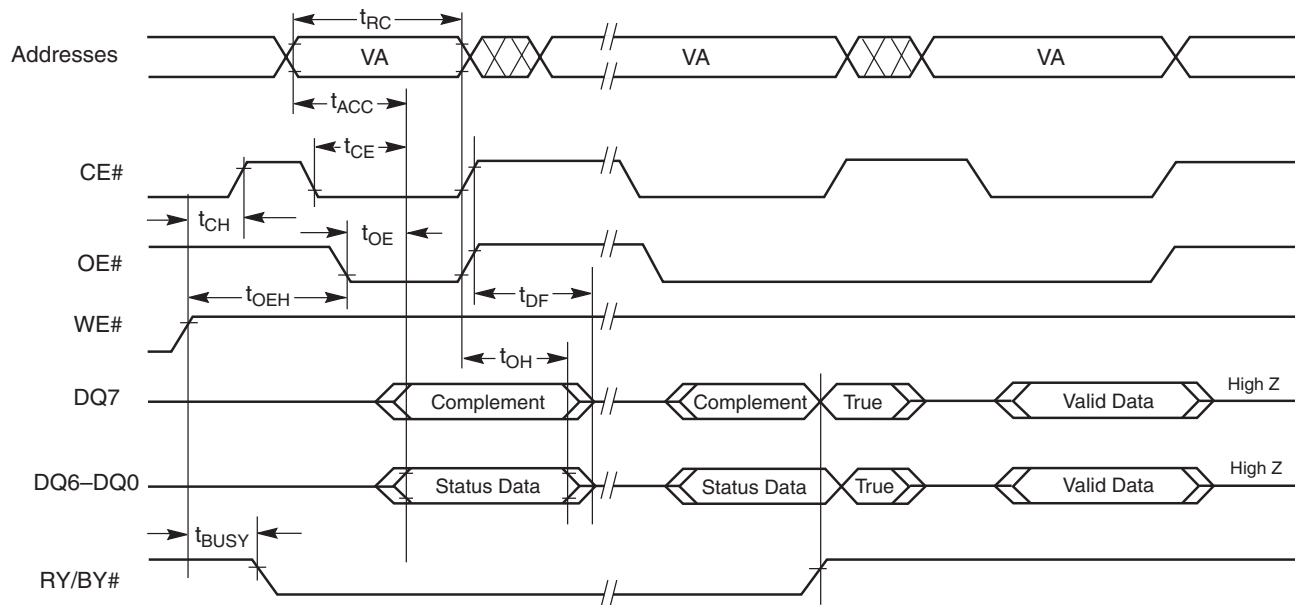 tRC
Addresses VA VA VA
tACC
tCE
CE#
tCH tOE
OE#
tOEH tDF
WE#
tOH
DQ7 Complement Complement True Valid Data High Z
DQ6–DQ0 Status Data Status Data True Valid Data High Z
tBUSY
RY/BY#